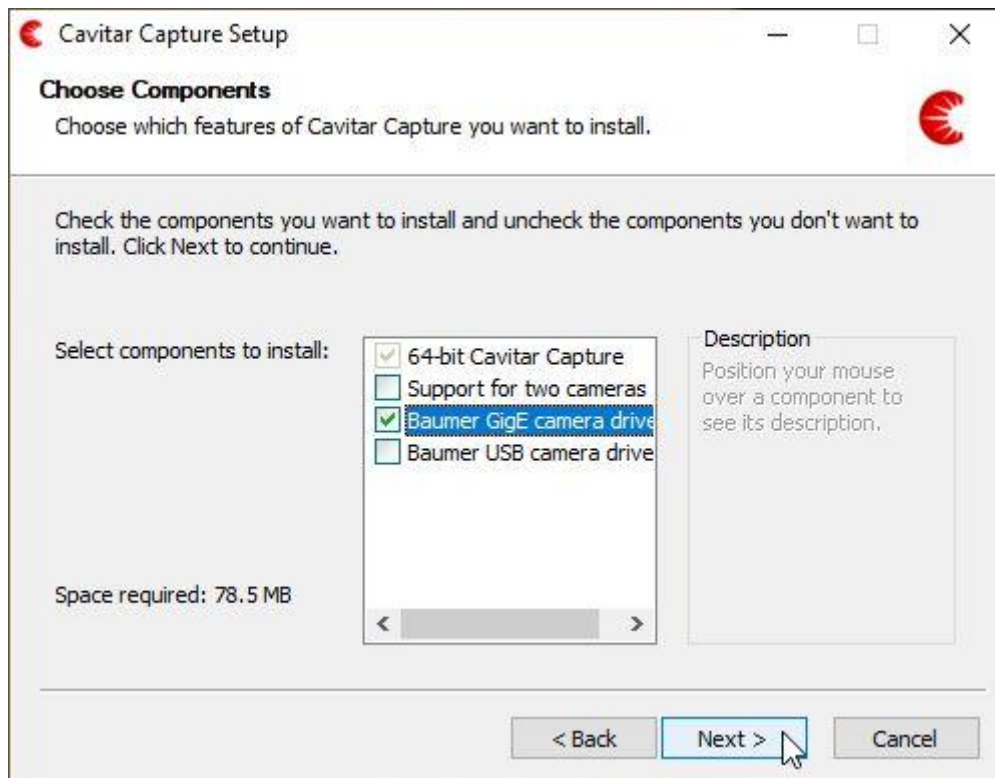 Cavitar Capture Setup
Choose Components
Choose which features of Cavitar Capture you want to install.
Check the components you want to install and uncheck the components you don't want to
install. Click Next to continue.
Select components to install:
64-bit Cavitar Capture
Support for two cameras
Baumer GigE camera drive
Baumer USB camera drive
Description
Position your mouse
over a component to
see its description.
Space required: 78.5 MB
< Back
Next >
Cancel